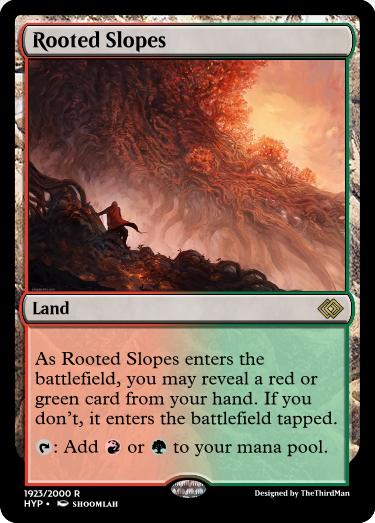 Rooted Slopes
Land
As Rooted Slopes enters the
battlefield, you may reveal a red or
green card from your hand. If you
don't, it enters the battlefield tapped.
: Add or to your mana pool.
1923/2000 R
HYP • SHOOMLAH
Designed by TheThirdMan